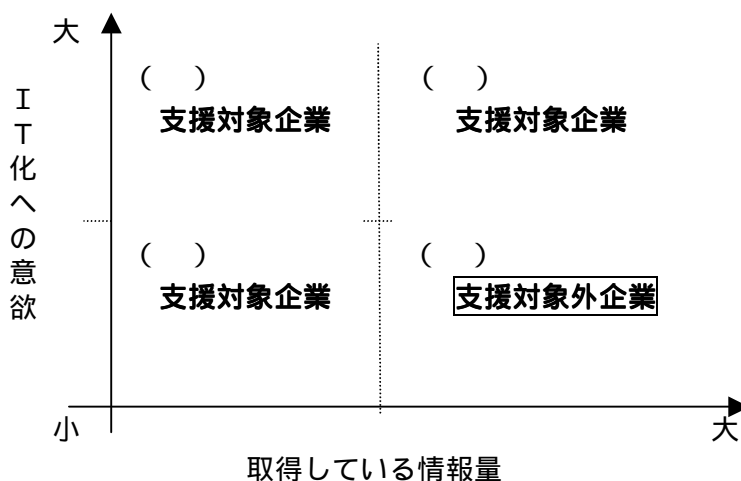 大
(　)
(　)
支援対象企業
支援対象企業
ＩＴ化への意欲
(　)
(　)
支援対象企業
支援対象外企業
小
大
取得している情報量